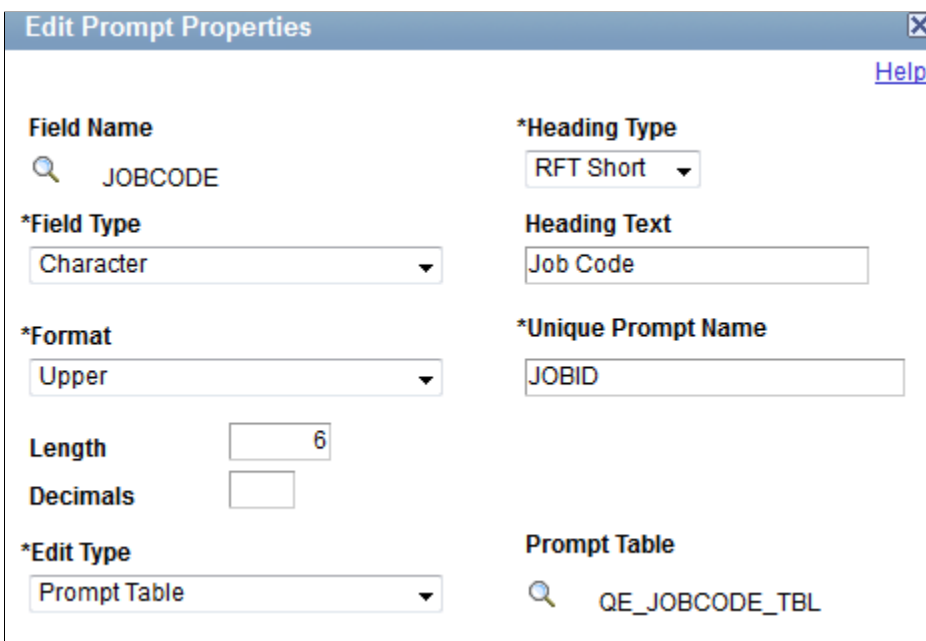 Edit Prompt Properties
Help
Field Name
JOBCODE
*Heading Type
RFT Short
*Field Type
Character
Heading Text
Job Code
*Format
Upper
*Unique Prompt Name
JOBID
Length
6
Decimals
*Edit Type
Prompt Table
Prompt Table
QE_JOBCODE_TBL